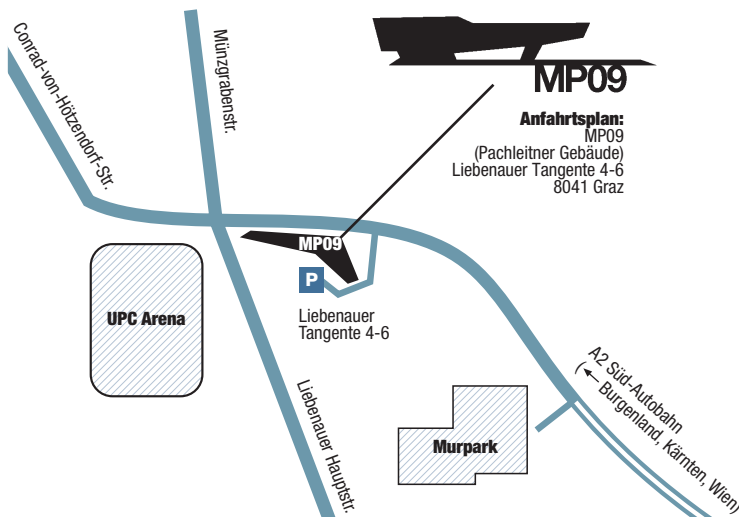 Conrad-von-Hötzendorf-Str.
Münzgrabenstr.
MP09
Anfahrtsplan:
MP09
(Pachleitner Gebäude)
Liebenauer Tangente 4-6
8041 Graz
MP09
P
Liebenauer
Tangente 4-6
UPC Arena
Liebenauer Hauptstr.
Murpark
A2 Süd-Autobahn
(← Burgenland, Kärnten, Wien)